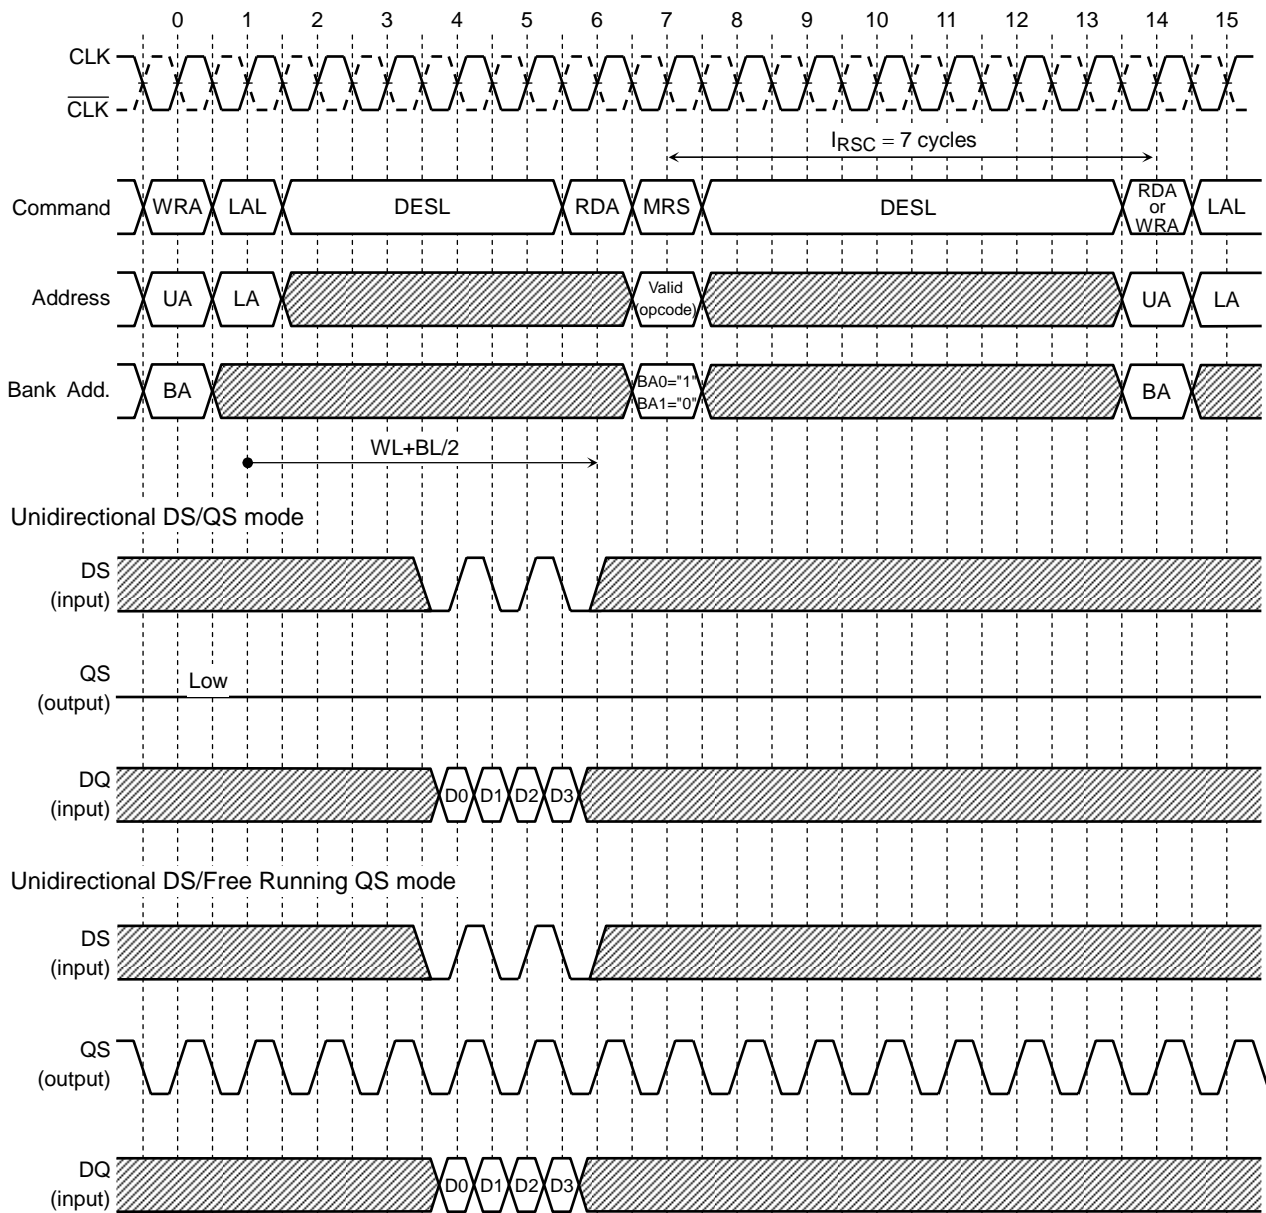 0 1 2 3 4 5 6 7 8 9 10 11 12 13 14 15
CLK
CLK
IRSC = 7 cycles
Command WRA LAL DESL RDA MRS DESL RDA or WRA LAL
Address UA LA Valid (opcode) UA LA
Bank Add. BA BA0="1" BA1="0" BA
WL+BL/2
Unidirectional DS/QS mode
DS
(input)
QS
(output)
Low
DQ
(input)
D0 D1 D2 D3
Unidirectional DS/Free Running QS mode
DS
(input)
QS
(output)
DQ
(input)
D0 D1 D2 D3